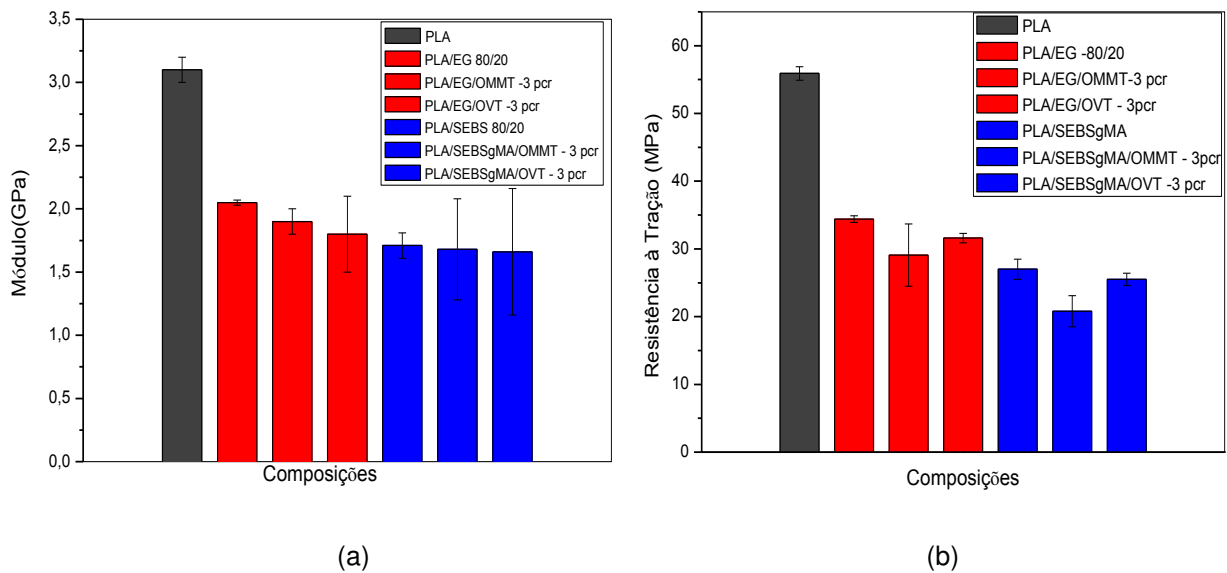 3,5
3,0
2,5
2,0
1,5
1,0
0,5
0,0
Módulo(GPa)
Composições
PLA
PLA/EG 80/20
PLA/EG/OMMT -3 pcr
PLA/EG/OVT -3 pcr
PLA/SEBS 80/20
PLA/SEBSgMA/OMMT - 3 pcr
PLA/SEBSgMA/OVT - 3 pcr
(a)
60
50
40
30
20
10
0
Resistência à Tração (MPa)
Composições
PLA
PLA/EG -80/20
PLA/EG/OMMT-3 pcr
PLA/EG/OVT - 3pcr
PLA/SEBSgMA
PLA/SEBSgMA/OMMT - 3pcr
PLA/SEBSgMA/OVT -3 pcr
(b)